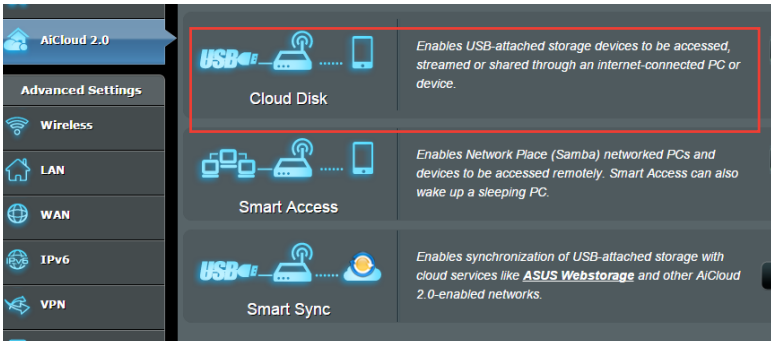 AiCloud 2.0
Advanced Settings
Wireless
LAN
WAN
IPv6
IPv6
VPN
USB
Cloud Disk
Enables USB-attached storage devices to be accessed,
streamed or shared through an internet-connected PC or
device.
Smart Access
Enables Network Place (Samba) networked PCs and
devices to be accessed remotely. Smart Access can also
wake up a sleeping PC.
USB
Smart Sync
Enables synchronization of USB-attached storage with
cloud services like ASUS Webstorage and other AiCloud
2.0-enabled networks.